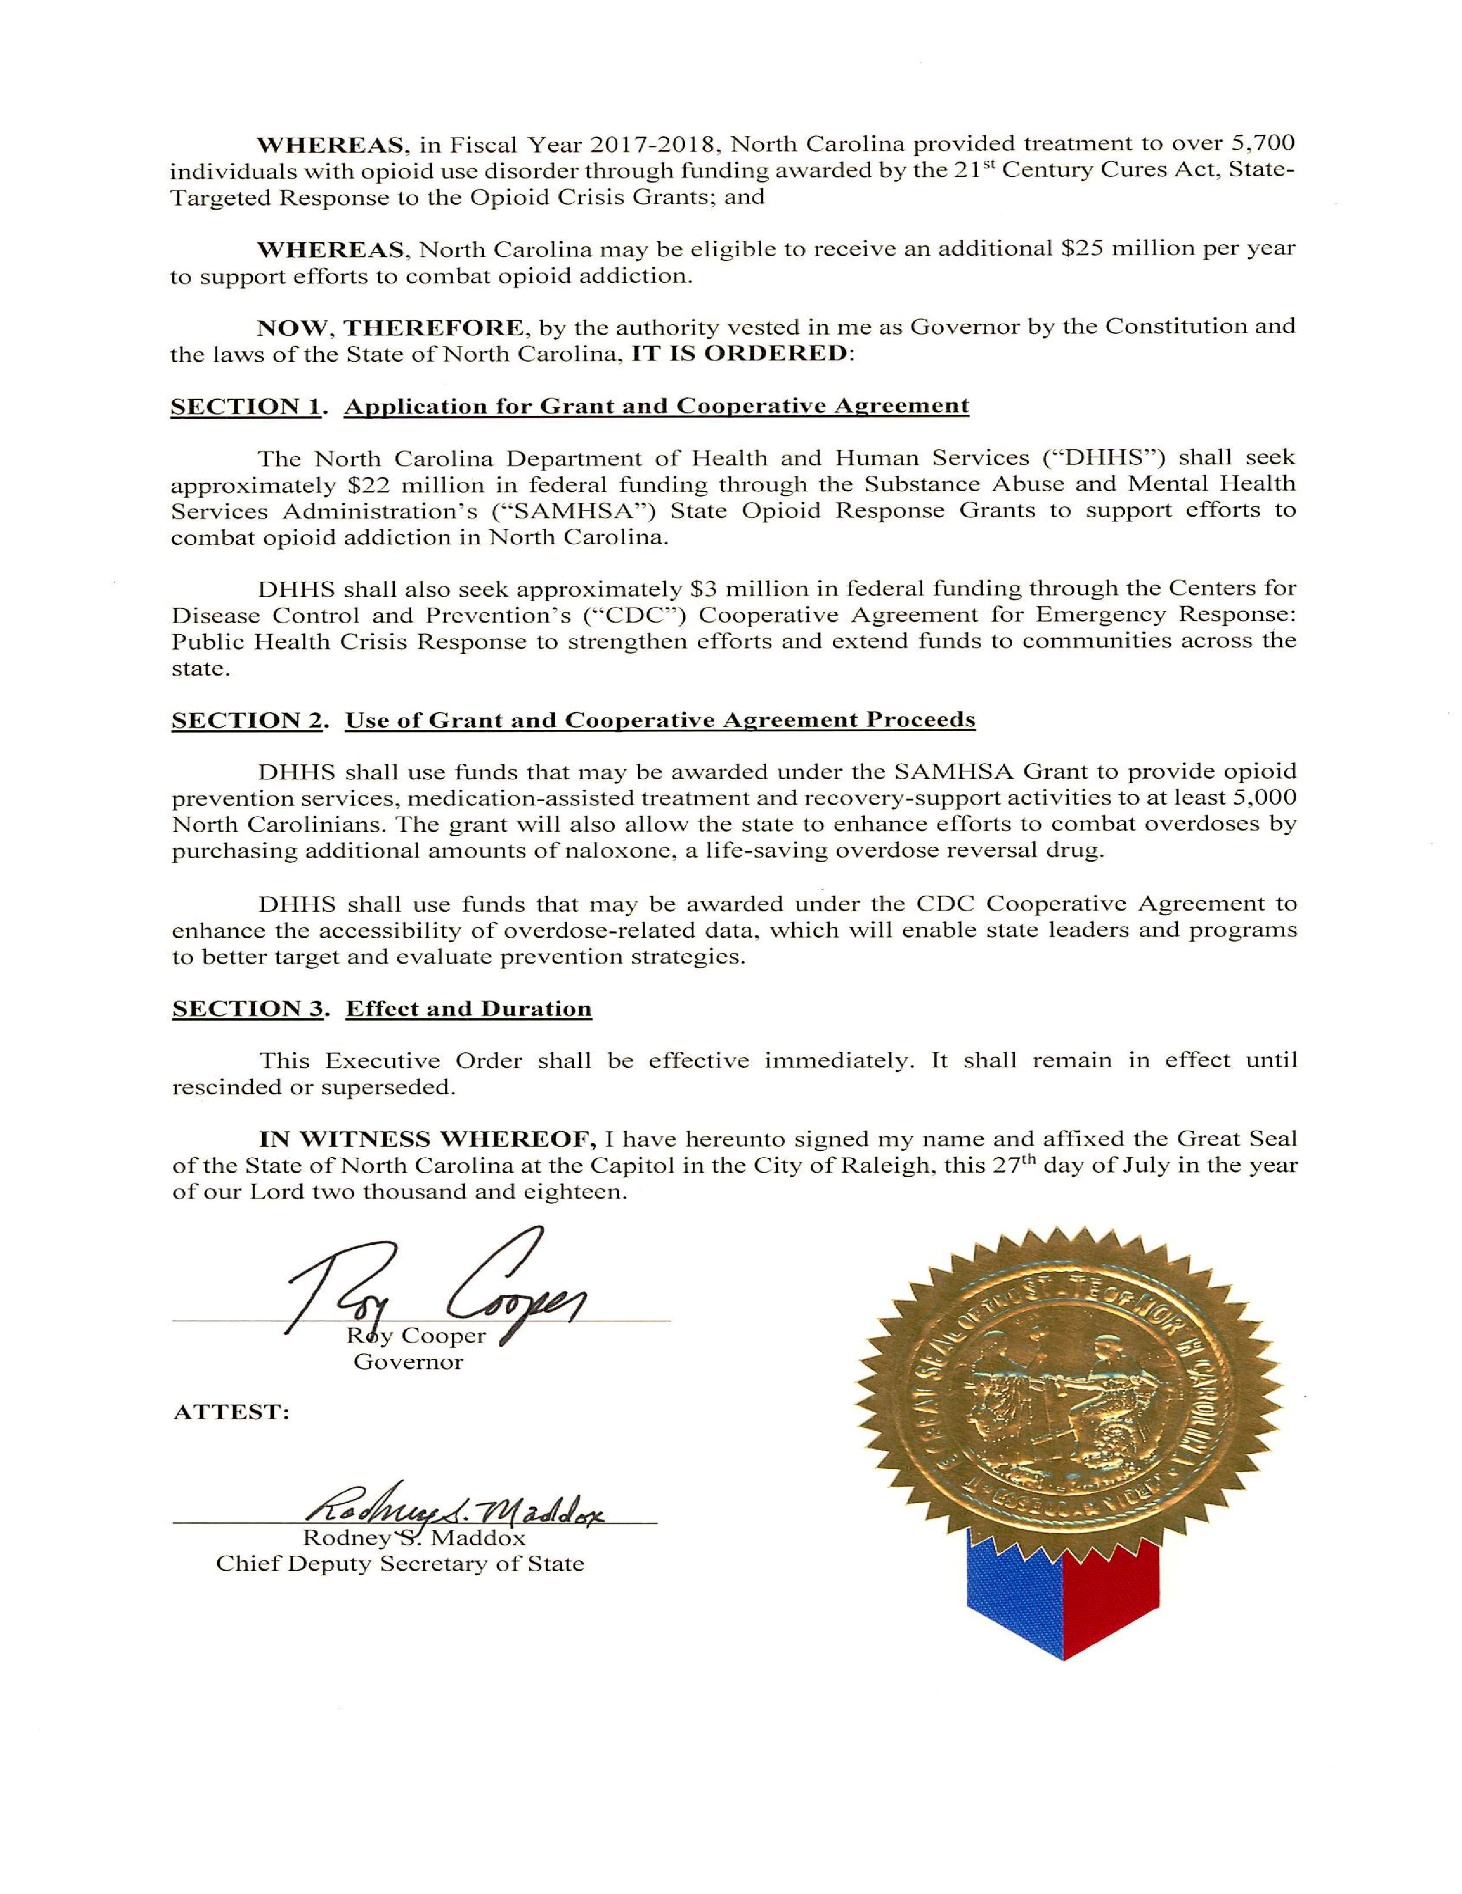 WHEREAS, in Fiscal Year 2017-2018, North Carolina provided treatment to over 5,700
individuals with opioid use disorder through funding awarded by the 21st Century Cures Act, State-
Targeted Response to the Opioid Crisis Grants; and
WHEREAS, North Carolina may be eligible to receive an additional $25 million per year
to support efforts to combat opioid addiction.
NOW, THEREFORE, by the authority vested in me as Governor by the Constitution and
the laws of the State of North Carolina, IT IS ORDERED:
SECTION 1. Application for Grant and Cooperative Agreement
The North Carolina Department of Health and Human Services (“DHHS”) shall seek
approximately $22 million in federal funding through the Substance Abuse and Mental Health
Services Administration’s (“SAMHSA”) State Opioid Response Grants to support efforts to
combat opioid addiction in North Carolina.
DHHS shall also seek approximately $3 million in federal funding through the Centers for
Disease Control and Prevention’s (“CDC”) Cooperative Agreement for Emergency Response:
Public Health Crisis Response to strengthen efforts and extend funds to communities across the
state.
SECTION 2. Use of Grant and Cooperative Agreement Proceeds
DHHS shall use funds that may be awarded under the SAMHSA Grant to provide opioid
prevention services, medication-assisted treatment and recovery-support activities to at least 5,000
North Carolinians. The grant will also allow the state to enhance efforts to combat overdoses by
purchasing additional amounts of naloxone, a life-saving overdose reversal drug.
DHHS shall use funds that may be awarded under the CDC Cooperative Agreement to
enhance the accessibility of overdose-related data, which will enable state leaders and programs
to better target and evaluate prevention strategies.
SECTION 3. Effect and Duration
This Executive Order shall be effective immediately. It shall remain in effect until
rescinded or superseded.
IN WITNESS WHEREOF, I have hereunto signed my name and affixed the Great Seal
of the State of North Carolina at the Capitol in the City of Raleigh, this 27th day of July in the year
of our Lord two thousand and eighteen.
Roy Cooper
Roy Cooper
Governor
ATTEST:
Rodney S. Maddox
Rodney S. Maddox
Chief Deputy Secretary of State
GREAT SEAL OF THE STATE OF NORTH CAROLINA